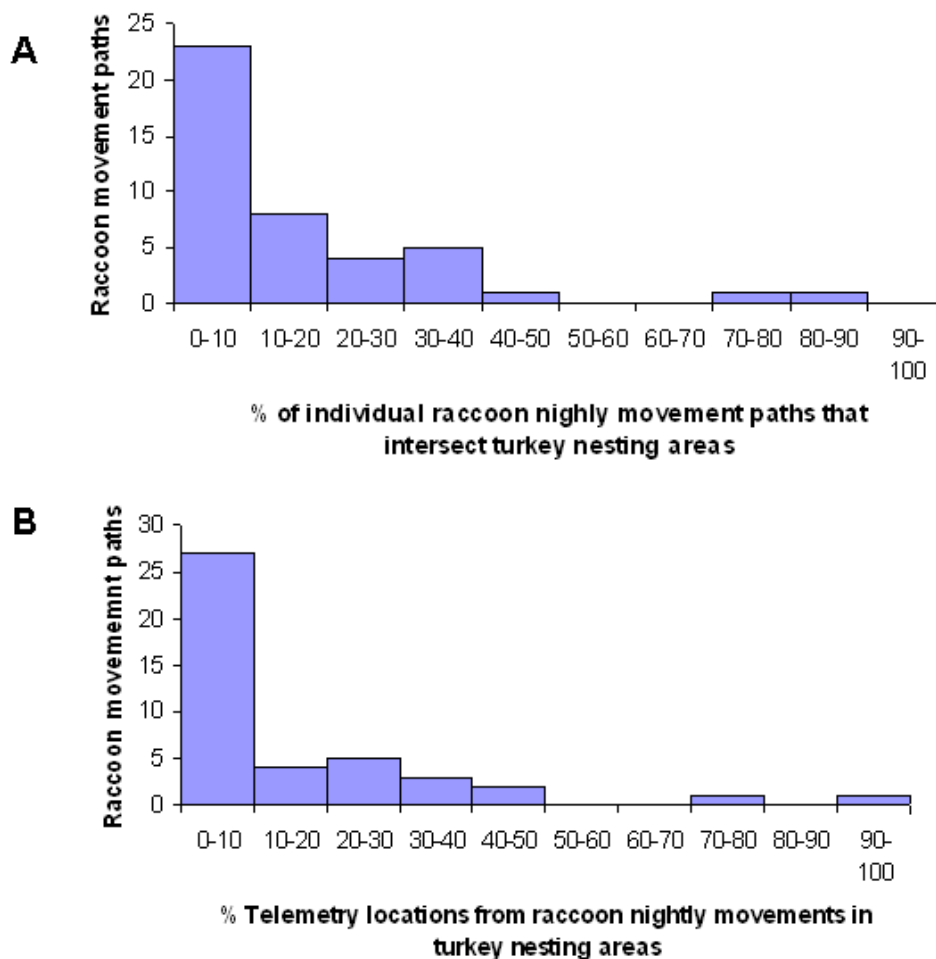 A
Raccoon movement paths
25
20
15
10
5
0
0-10 10-20 20-30 30-40 40-50 50-60 60-70 70-80 80-90 90-
100
% of individual raccoon nighly movement paths that
intersect turkey nesting areas
B
Raccoon movememnt paths
30
25
20
15
10
5
0
0-10 10-20 20-30 30-40 40-50 50-60 60-70 70-80 80-90 90-
100
% Telemetry locations from raccoon nightly movements in
turkey nesting areas